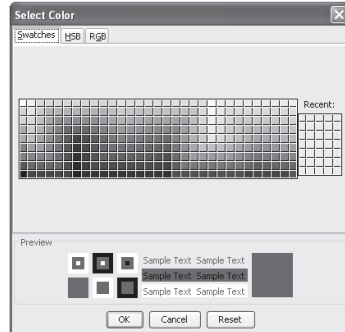 Select Color
Swatches HSB RGB
Recent:
Preview
Sample Text Sample Text
Sample Text Sample Text
Sample Text Sample Text
OK Cancel Reset